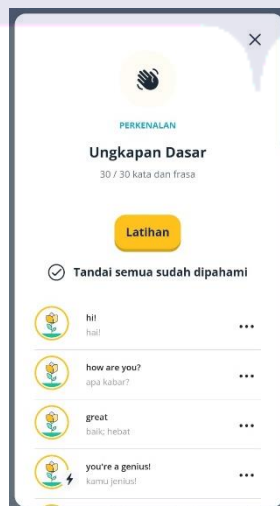 PERKENALAN
Ungkapan Dasar
30 / 30 kata dan frasa
Latihan
Tandai semua sudah dipahami
hi!
hai!
how are you?
apa kabar?
great
baik; hebat
you're a genius!
kamu jenius!